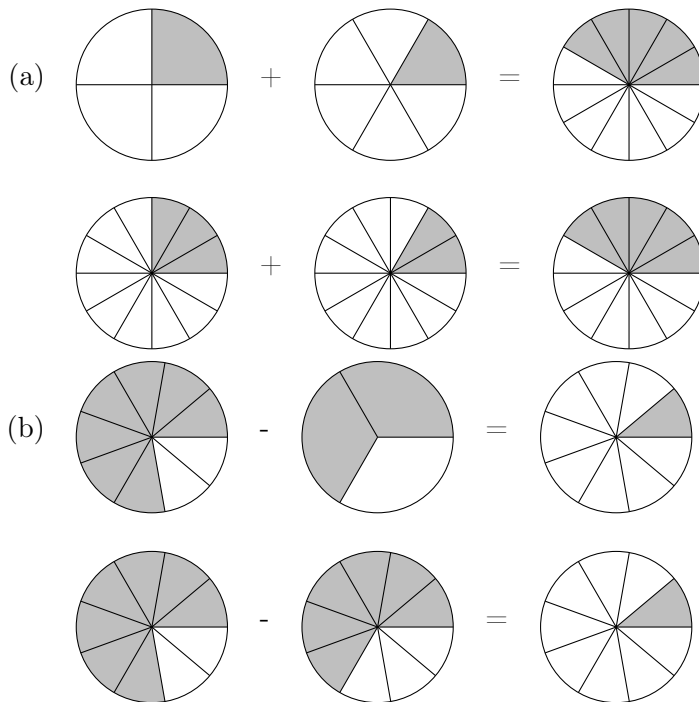 (a) + =
+ =
(b) - =
- =